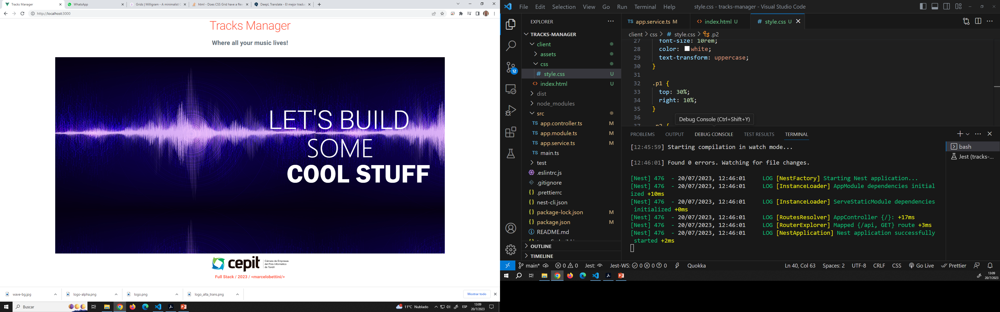 Tracks Manager
WhatsApp
Grids | Milligram - A minimalist C
html - Does CSS Grid have a flex
DeepL Translate - El mejor traduc
http://localhost:3000
Tracks Manager
Where all your music lives!
LET'S BUILD
SOME
COOL STUFF
cepit
Cámara de Empresas
del Polo Informático
de Tandil
Full Stack / 2023 / <marcelobettini/>
wave-bg.jpg
logo-alpha.png
logo.png
logo_alta_trans.png
Mostrar todo
Buscar
11°C Nublado
ESP
13:09
20/7/2023
File Edit Selection View Go Run Terminal Help
style.css - tracks-manager - Visual Studio Code
EXPLORER
TRACKS-MANAGER
client
assets
css
# style.css U
<> index.html U
dist
node_modules
src
TS app.controller.ts M
TS app.module.ts M
TS app.service.ts M
TS main.ts
test
.eslintrc.js
.gitignore
{} .prettierrc
{} nest-cli.json
{} package-lock.json M
{} package.json M
README.md
OUTLINE
TIMELINE
12
TS app.service.ts M
<> index.html U
# style.css U
client > css > # style.css > .p2
27 font-size: 10rem;
28 color: white;
29 text-transform: uppercase;
30 }
31
32 .p1 {
33 top: 30%;
34 right: 10%;
35 }
36
37 .p2 {
Debug Console (Ctrl+Shift+Y)
PROBLEMS OUTPUT DEBUG CONSOLE TEST RESULTS TERMINAL
[12:45:59] Starting compilation in watch mode...
[12:46:01] Found 0 errors. Watching for file changes.
[Nest] 476 - 20/07/2023, 12:46:01 LOG [NestFactory] Starting Nest application...
[Nest] 476 - 20/07/2023, 12:46:01 LOG [InstanceLoader] AppModule dependencies initial
ized +10ms
[Nest] 476 - 20/07/2023, 12:46:01 LOG [InstanceLoader] ServeStaticModule dependencies
initialized +0ms
[Nest] 476 - 20/07/2023, 12:46:01 LOG [RoutesResolver] AppController {/}: +17ms
[Nest] 476 - 20/07/2023, 12:46:01 LOG [RouterExplorer] Mapped {/api, GET} route +3ms
[Nest] 476 - 20/07/2023, 12:46:01 LOG [NestApplication] Nest application successfully
started +2ms
bash
Jest (tracks-...
main*
0 0
Jest:
Jest-WS: 0 0 0
Quokka
Ln 40, Col 63
Spaces: 2
UTF-8
CRLF
CSS
Go Live
Prettier
13:09
20/7/2023